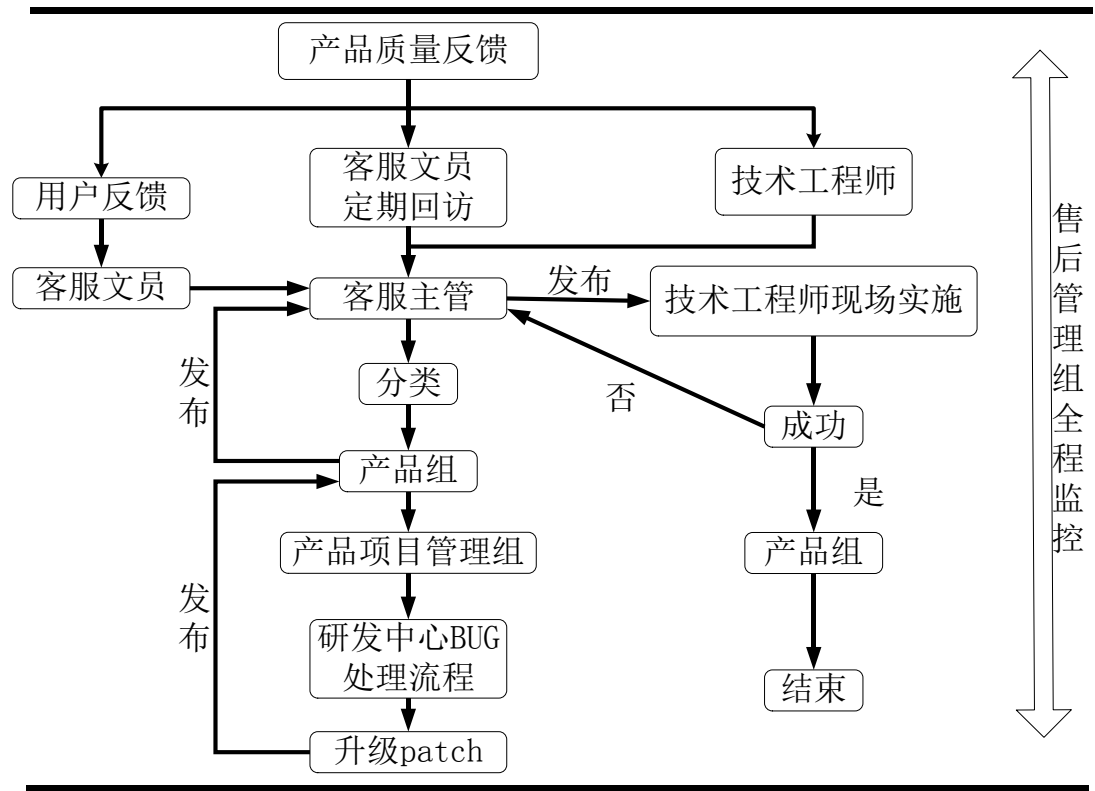 产品质量反馈
用户反馈
客服文员
定期回访
技术工程师
客服文员
客服主管
发布
技术工程师现场实施
分类
发布
否
成功
产品组
是
产品项目管理组
产品组
发布
研发中心BUG
处理流程
结束
升级patch
售后管理组全程监控